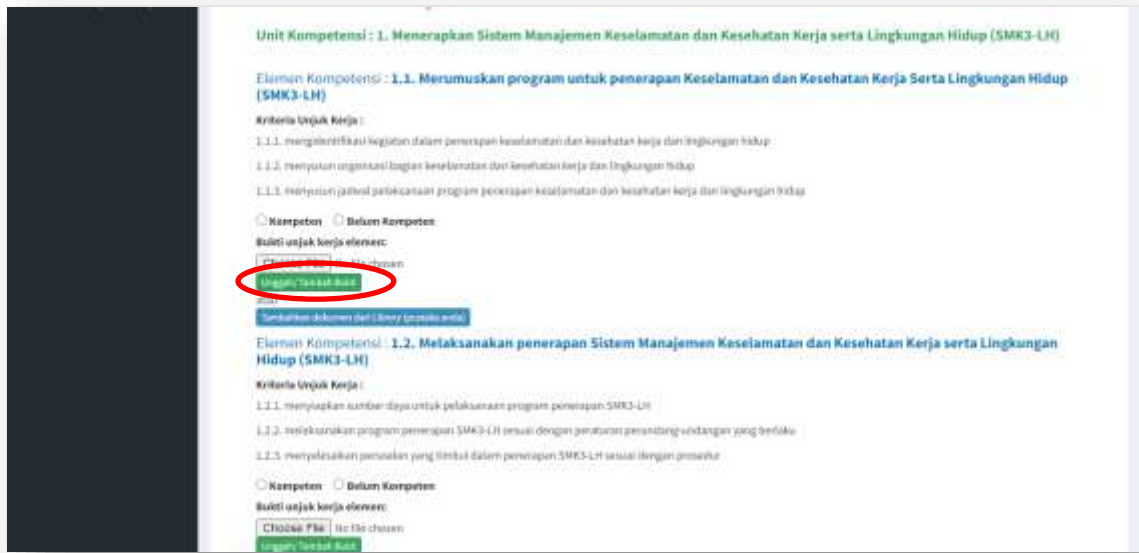 Unit Kompetensi : 1. Menerapkan Sistem Manajemen Keselamatan dan Kesehatan Kerja serta Lingkungan Hidup (SMK3-LH)
Elemen Kompetensi : 1.1. Merumuskan program untuk penerapan Keselamatan dan Kesehatan Kerja Serta Lingkungan Hidup
(SMK3-LH)
Kriteria Unjuk Kerja :
1.1.1. mengidentifikasi kegiatan dalam penerapan keselamatan dan kesehatan kerja dan lingkungan hidup
1.1.2. menyusun organisasi bagian keselamatan dan kesehatan kerja dan lingkungan hidup
1.1.3. menyusun jadwal pelaksanaan program penerapan keselamatan dan kesehatan kerja dan lingkungan hidup
Kompeten Belum Kompeten
Bukti unjuk kerja elemen:
Choose File No file chosen
Unggah/Tambah Bukti
atau
Tambahkan dokumen dari Library (pustaka anda)
Elemen Kompetensi : 1.2. Melaksanakan penerapan Sistem Manajemen Keselamatan dan Kesehatan Kerja serta Lingkungan
Hidup (SMK3-LH)
Kriteria Unjuk Kerja :
1.2.1. menyiapkan sumber daya untuk pelaksanaan program penerapan SMK3-LH
1.2.2. melaksanakan program penerapan SMK3-LH sesuai dengan peraturan perundang-undangan yang berlaku
1.2.3. menyelesaikan persoalan yang timbul dalam penerapan SMK3-LH sesuai dengan prosedur
Kompeten Belum Kompeten
Bukti unjuk kerja elemen:
Choose File No file chosen
Unggah/Tambah Bukti